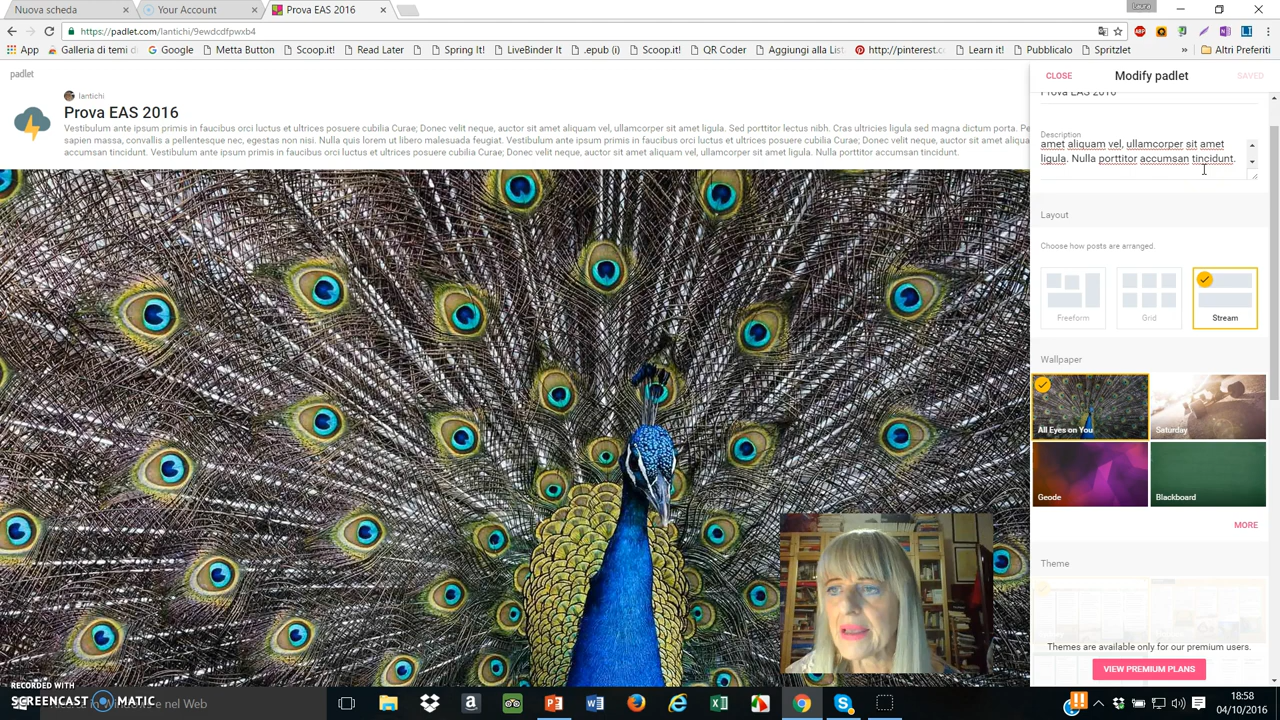 Nuova scheda
Your Account
Prova EAS 2016
laura
https://padlet.com/lantichi/9ewdcdfpwxb4
App
Galleria di temi d
Google
Metta Button
Scoop.it!
Read Later
Spring It!
LiveBinder It
.epub (i)
Scoop.it!
QR Coder
Aggiungi alla List
http://pinterest.c
Learn it!
Pubblicalo
Spritzlet
»
Altri Preferiti
padlet
lantichi
Prova EAS 2016
Vestibulum ante ipsum primis in faucibus orci luctus et ultrices posuere cubilia Curae; Donec velit neque, auctor sit amet aliquam vel, ullamcorper sit amet ligula. Sed porttitor lectus nibh. Cras ultricies ligula sed magna dictum porta.
sapien massa, convallis a pellentesque nec, egestas non nisi. Nulla quis lorem ut libero malesuada feugiat. Vestibulum ante ipsum primis in faucibus orci luctus et ultrices posuere cubilia Curae; Donec velit neque, auctor sit amet
accumsan tincidunt. Vestibulum ante ipsum primis in faucibus orci luctus et ultrices posuere cubilia Curae; Donec velit neque, auctor sit amet aliquam vel, ullamcorper sit amet ligula. Nulla porttitor accumsan tincidunt.
CLOSE
Modify padlet
SAVED
Prova EAS 2016
Description
amet aliquam vel, ullamcorper sit amet
ligula. Nulla porttitor accumsan tincidunt.
Layout
Choose how posts are arranged.
Freeform
Grid
Stream
Wallpaper
All Eyes on You
Saturday
Geode
Blackboard
MORE
Theme
Themes are available only for our premium users.
VIEW PREMIUM PLANS
RECORDED WITH
SCREENCAST MATIC
Windows e nel Web
18:58
04/10/2016